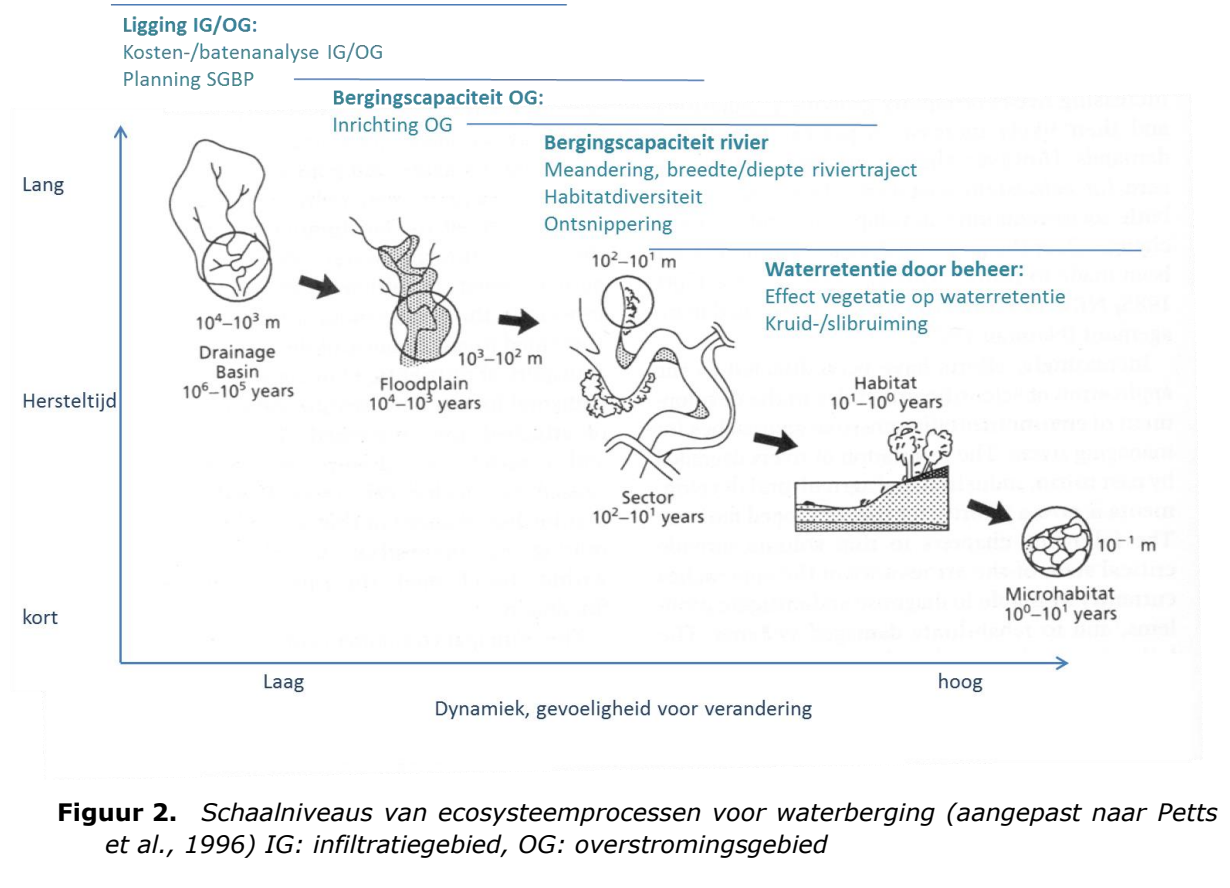 Ligging IG/OG:
Kosten-/batenanalyse IG/OG
Planning SGBP
Bergingscapaciteit OG:
Inrichting OG
Bergingscapaciteit rivier
Meandering, breedte/diepte riviertraject
Habitatdiversiteit
Ontsnippering
Waterretentie door beheer:
Effect vegetatie op waterretentie
Kruid-/slibruiming
Lang
Hersteltijd
kort
10⁴–10³ m
Drainage
Basin
10⁶–10⁵ years
10³–10² m
Floodplain
10⁴–10³ years
10²–10¹ m
Sector
10²–10¹ years
Habitat
10¹–10⁰ years
10⁻¹ m
Microhabitat
10⁰–10¹ years
Laag
hoog
Dynamiek, gevoeligheid voor verandering
Figuur 2. Schaalniveaus van ecosysteemprocessen voor waterberging (aangepast naar Petts
et al., 1996) IG: infiltratiegebied, OG: overstromingsgebied